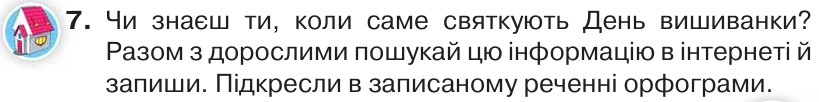 7. Чи знаєш ти, коли саме святкують День вишиванки?
Разом з дорослими пошукай цю інформацію в інтернеті й
запиши. Підкресли в записаному реченні орфограми.